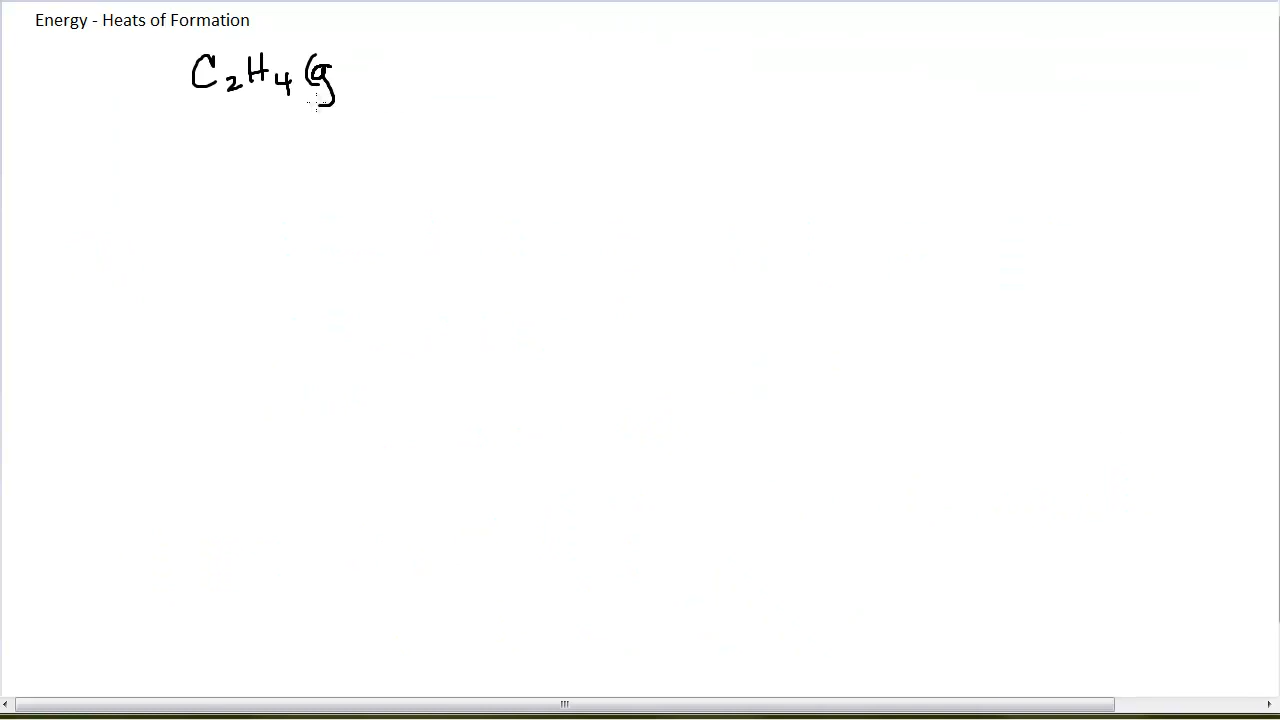 Energy - Heats of Formation
C₂H₄ (g